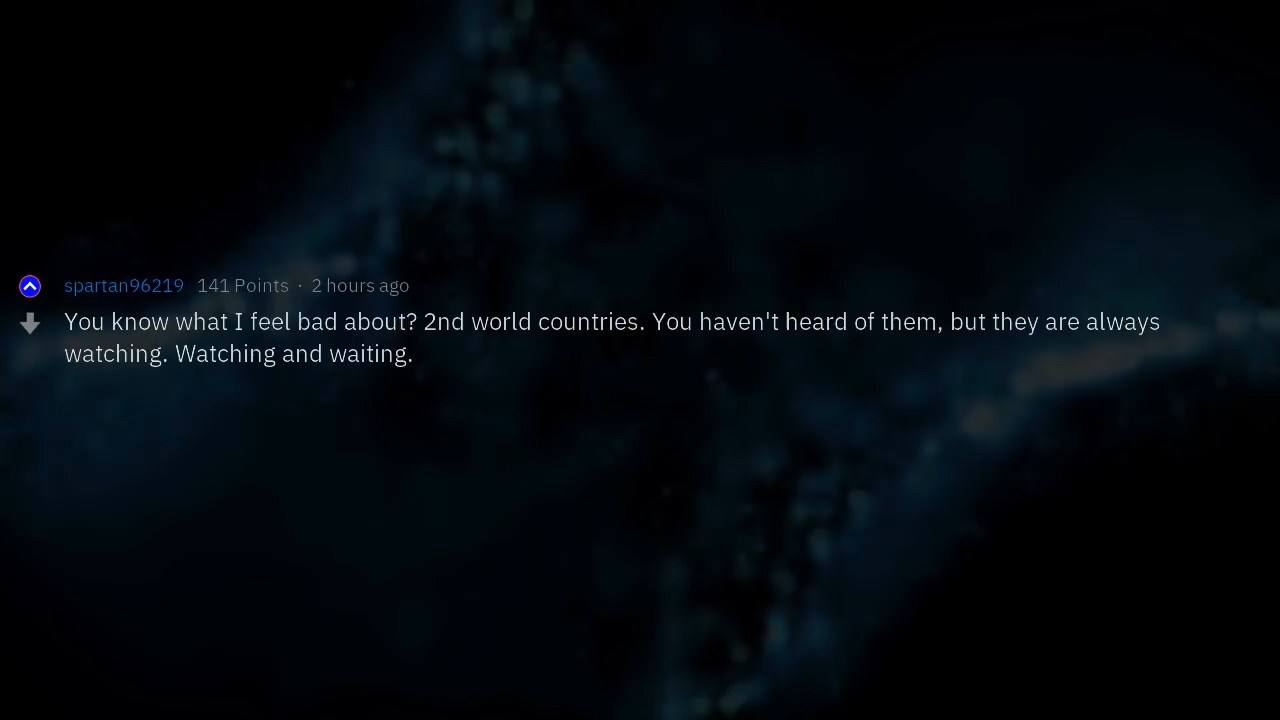 spartan96219 141 Points · 2 hours ago
You know what I feel bad about? 2nd world countries. You haven't heard of them, but they are always
watching. Watching and waiting.